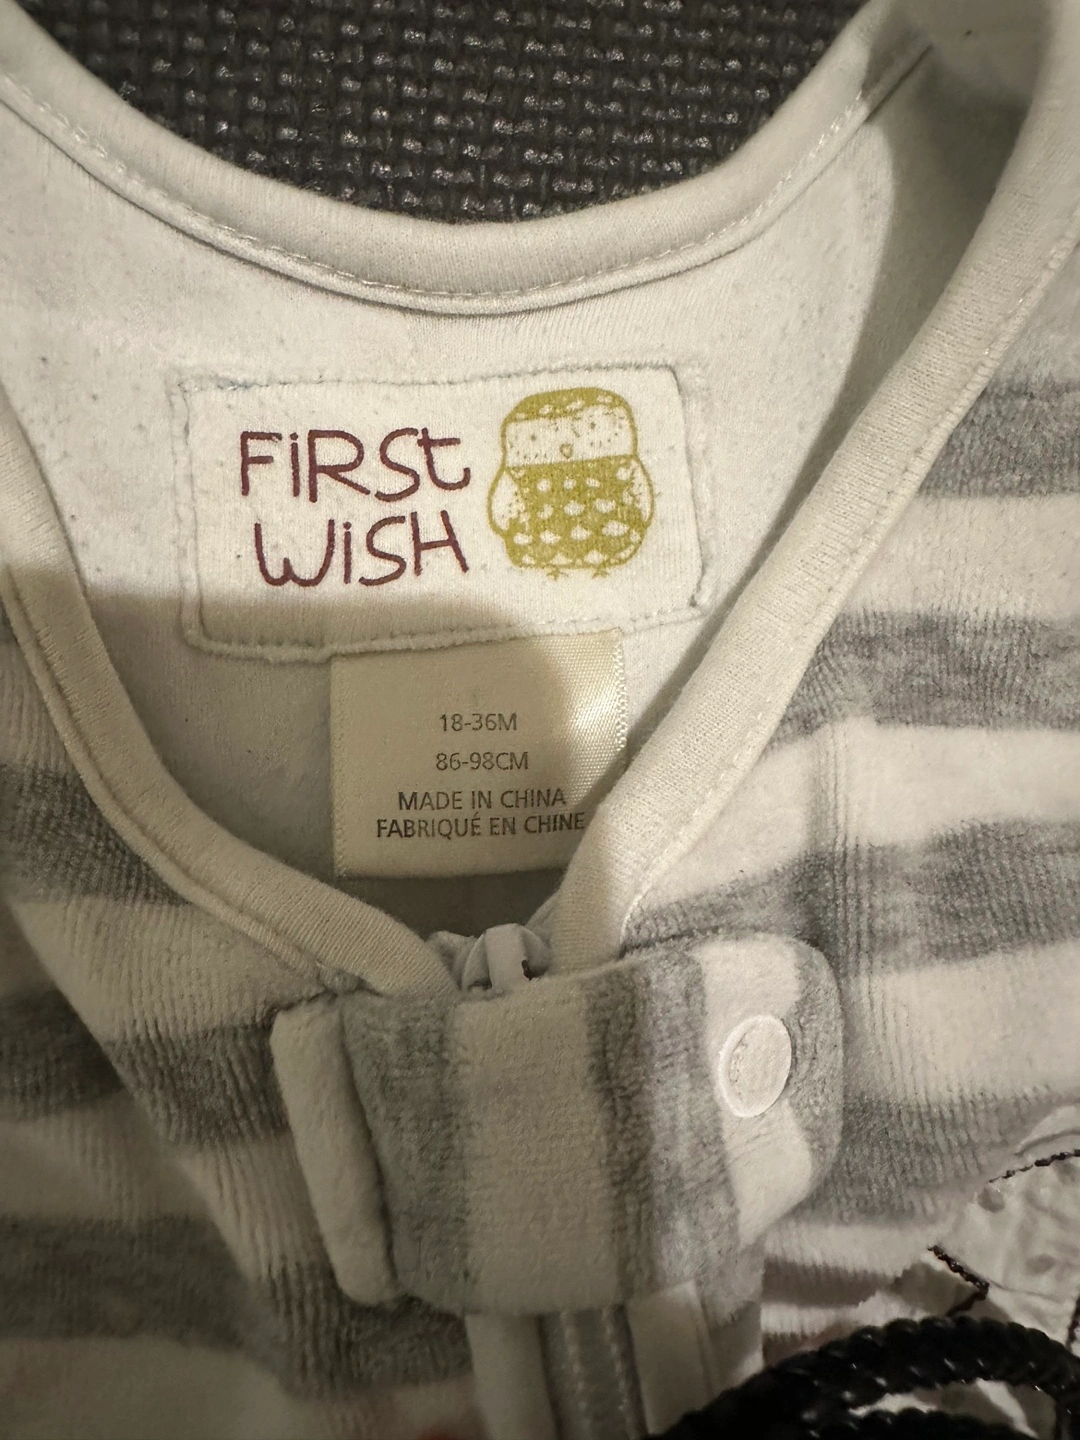 FiRSt
WiSH
18-36M
86-98CM
MADE IN CHINA
FABRIQUÉ EN CHINE